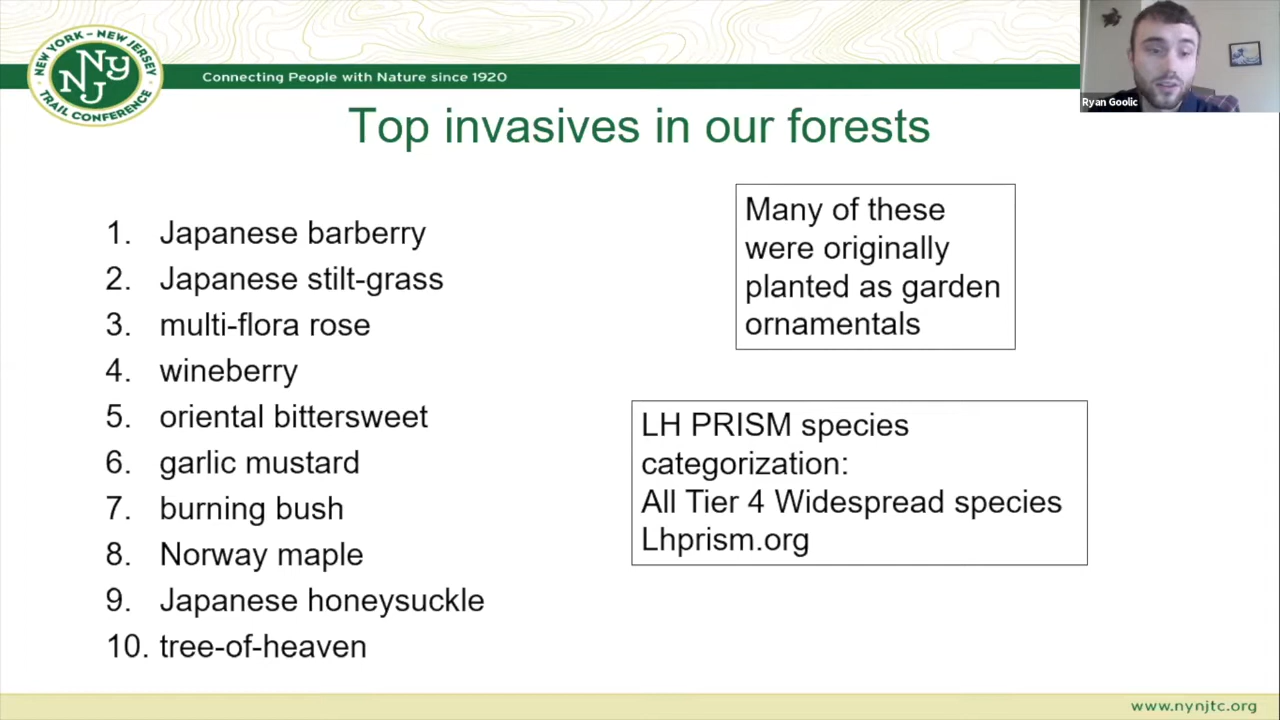 NEW YORK - NEW JERSEY
NY
NJ
TRAIL CONFERENCE
Connecting People with Nature since 1920
Ryan Goolic
Top invasives in our forests
1. Japanese barberry
2. Japanese stilt-grass
3. multi-flora rose
4. wineberry
5. oriental bittersweet
6. garlic mustard
7. burning bush
8. Norway maple
9. Japanese honeysuckle
10. tree-of-heaven
Many of these
were originally
planted as garden
ornamentals
LH PRISM species
categorization:
All Tier 4 Widespread species
Lhprism.org
www.nynjtc.org